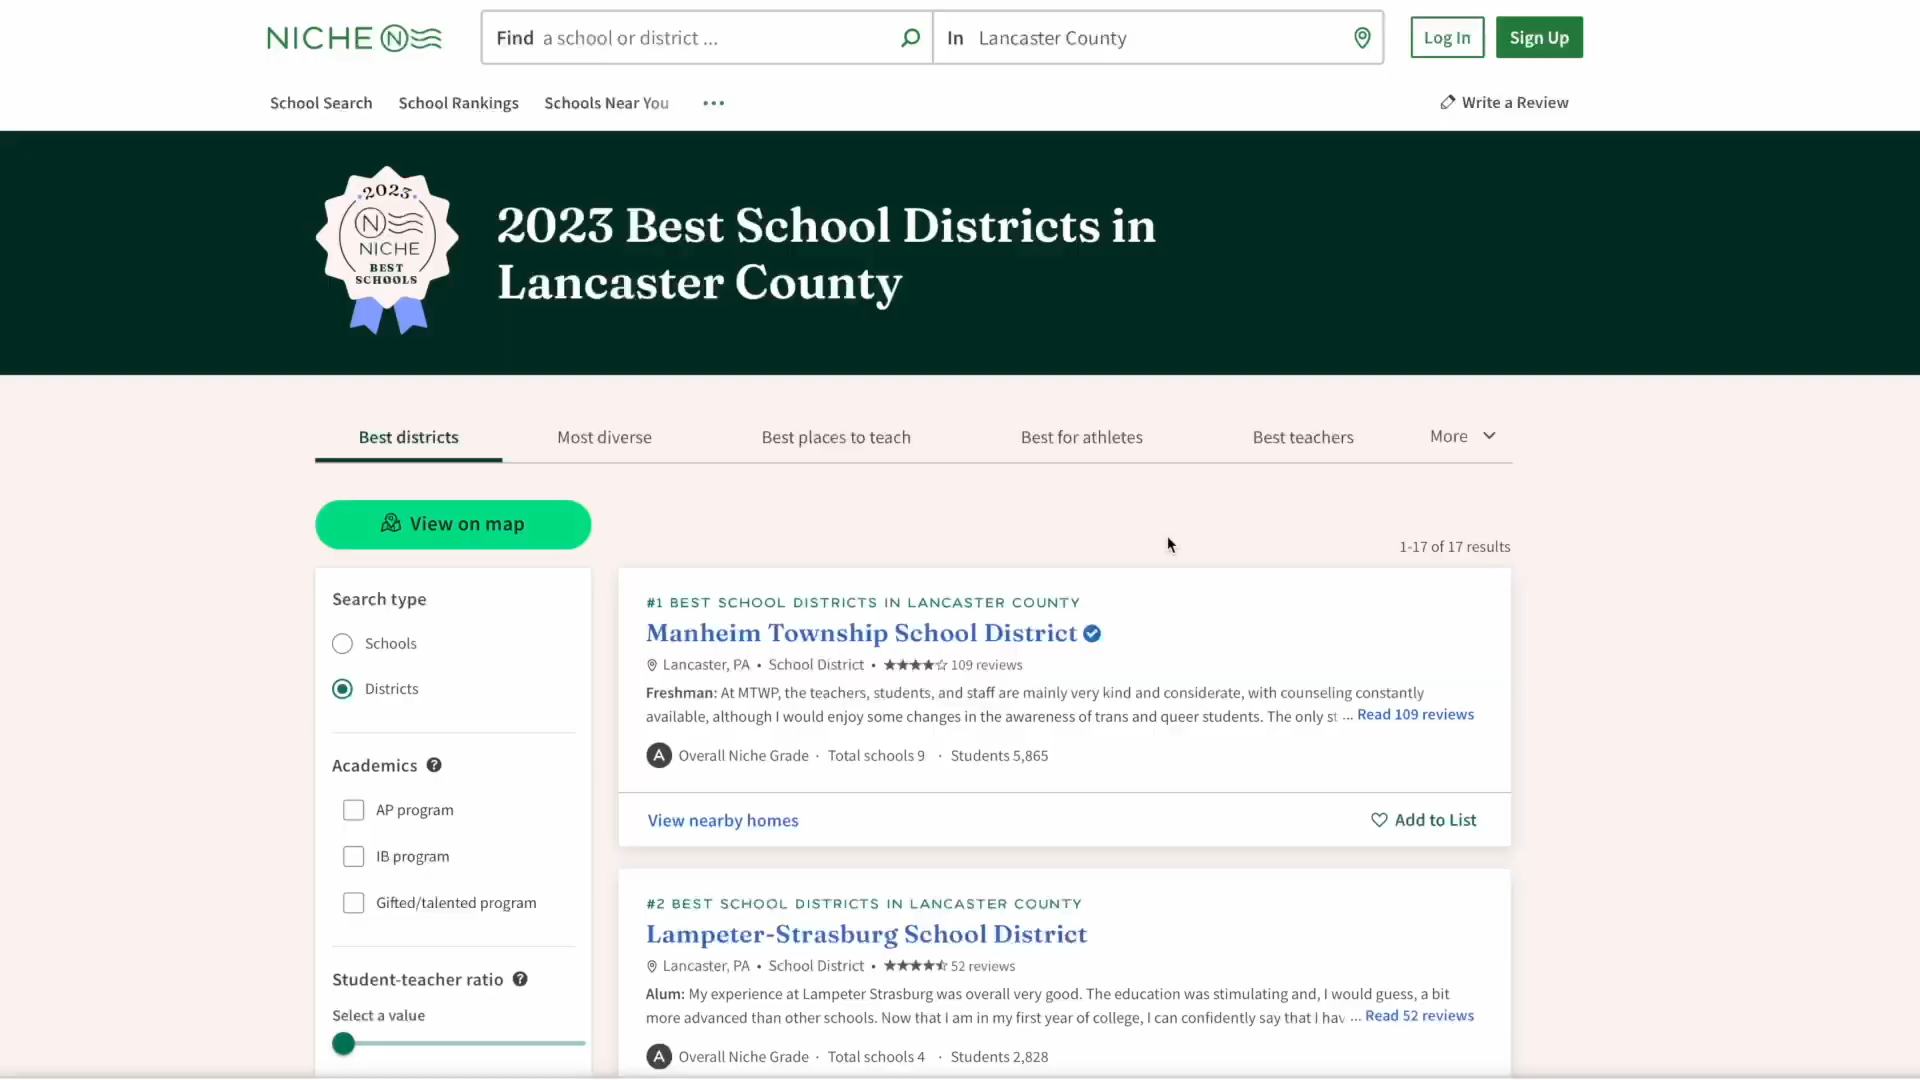 NICHE N
Find a school or district ...
In Lancaster County
Log In
Sign Up
School Search
School Rankings
Schools Near You
Write a Review
2023
N
NICHE
BEST
SCHOOLS
2023 Best School Districts in
Lancaster County
Best districts
Most diverse
Best places to teach
Best for athletes
Best teachers
More
View on map
1-17 of 17 results
Search type
Schools
Districts
Academics ?
AP program
IB program
Gifted/talented program
Student-teacher ratio ?
Select a value
#1 BEST SCHOOL DISTRICTS IN LANCASTER COUNTY
Manheim Township School District
Lancaster, PA • School District • ★★★★☆ 109 reviews
Freshman: At MTWP, the teachers, students, and staff are mainly very kind and considerate, with counseling constantly
available, although I would enjoy some changes in the awareness of trans and queer students. The only st ... Read 109 reviews
A Overall Niche Grade · Total schools 9 · Students 5,865
View nearby homes
Add to List
#2 BEST SCHOOL DISTRICTS IN LANCASTER COUNTY
Lampeter-Strasburg School District
Lancaster, PA • School District • 52 reviews
Alum: My experience at Lampeter Strasburg was overall very good. The education was stimulating and, I would guess, a bit
more advanced than other schools. Now that I am in my first year of college, I can confidently say that I hav ... Read 52 reviews
A Overall Niche Grade · Total schools 4 · Students 2,828